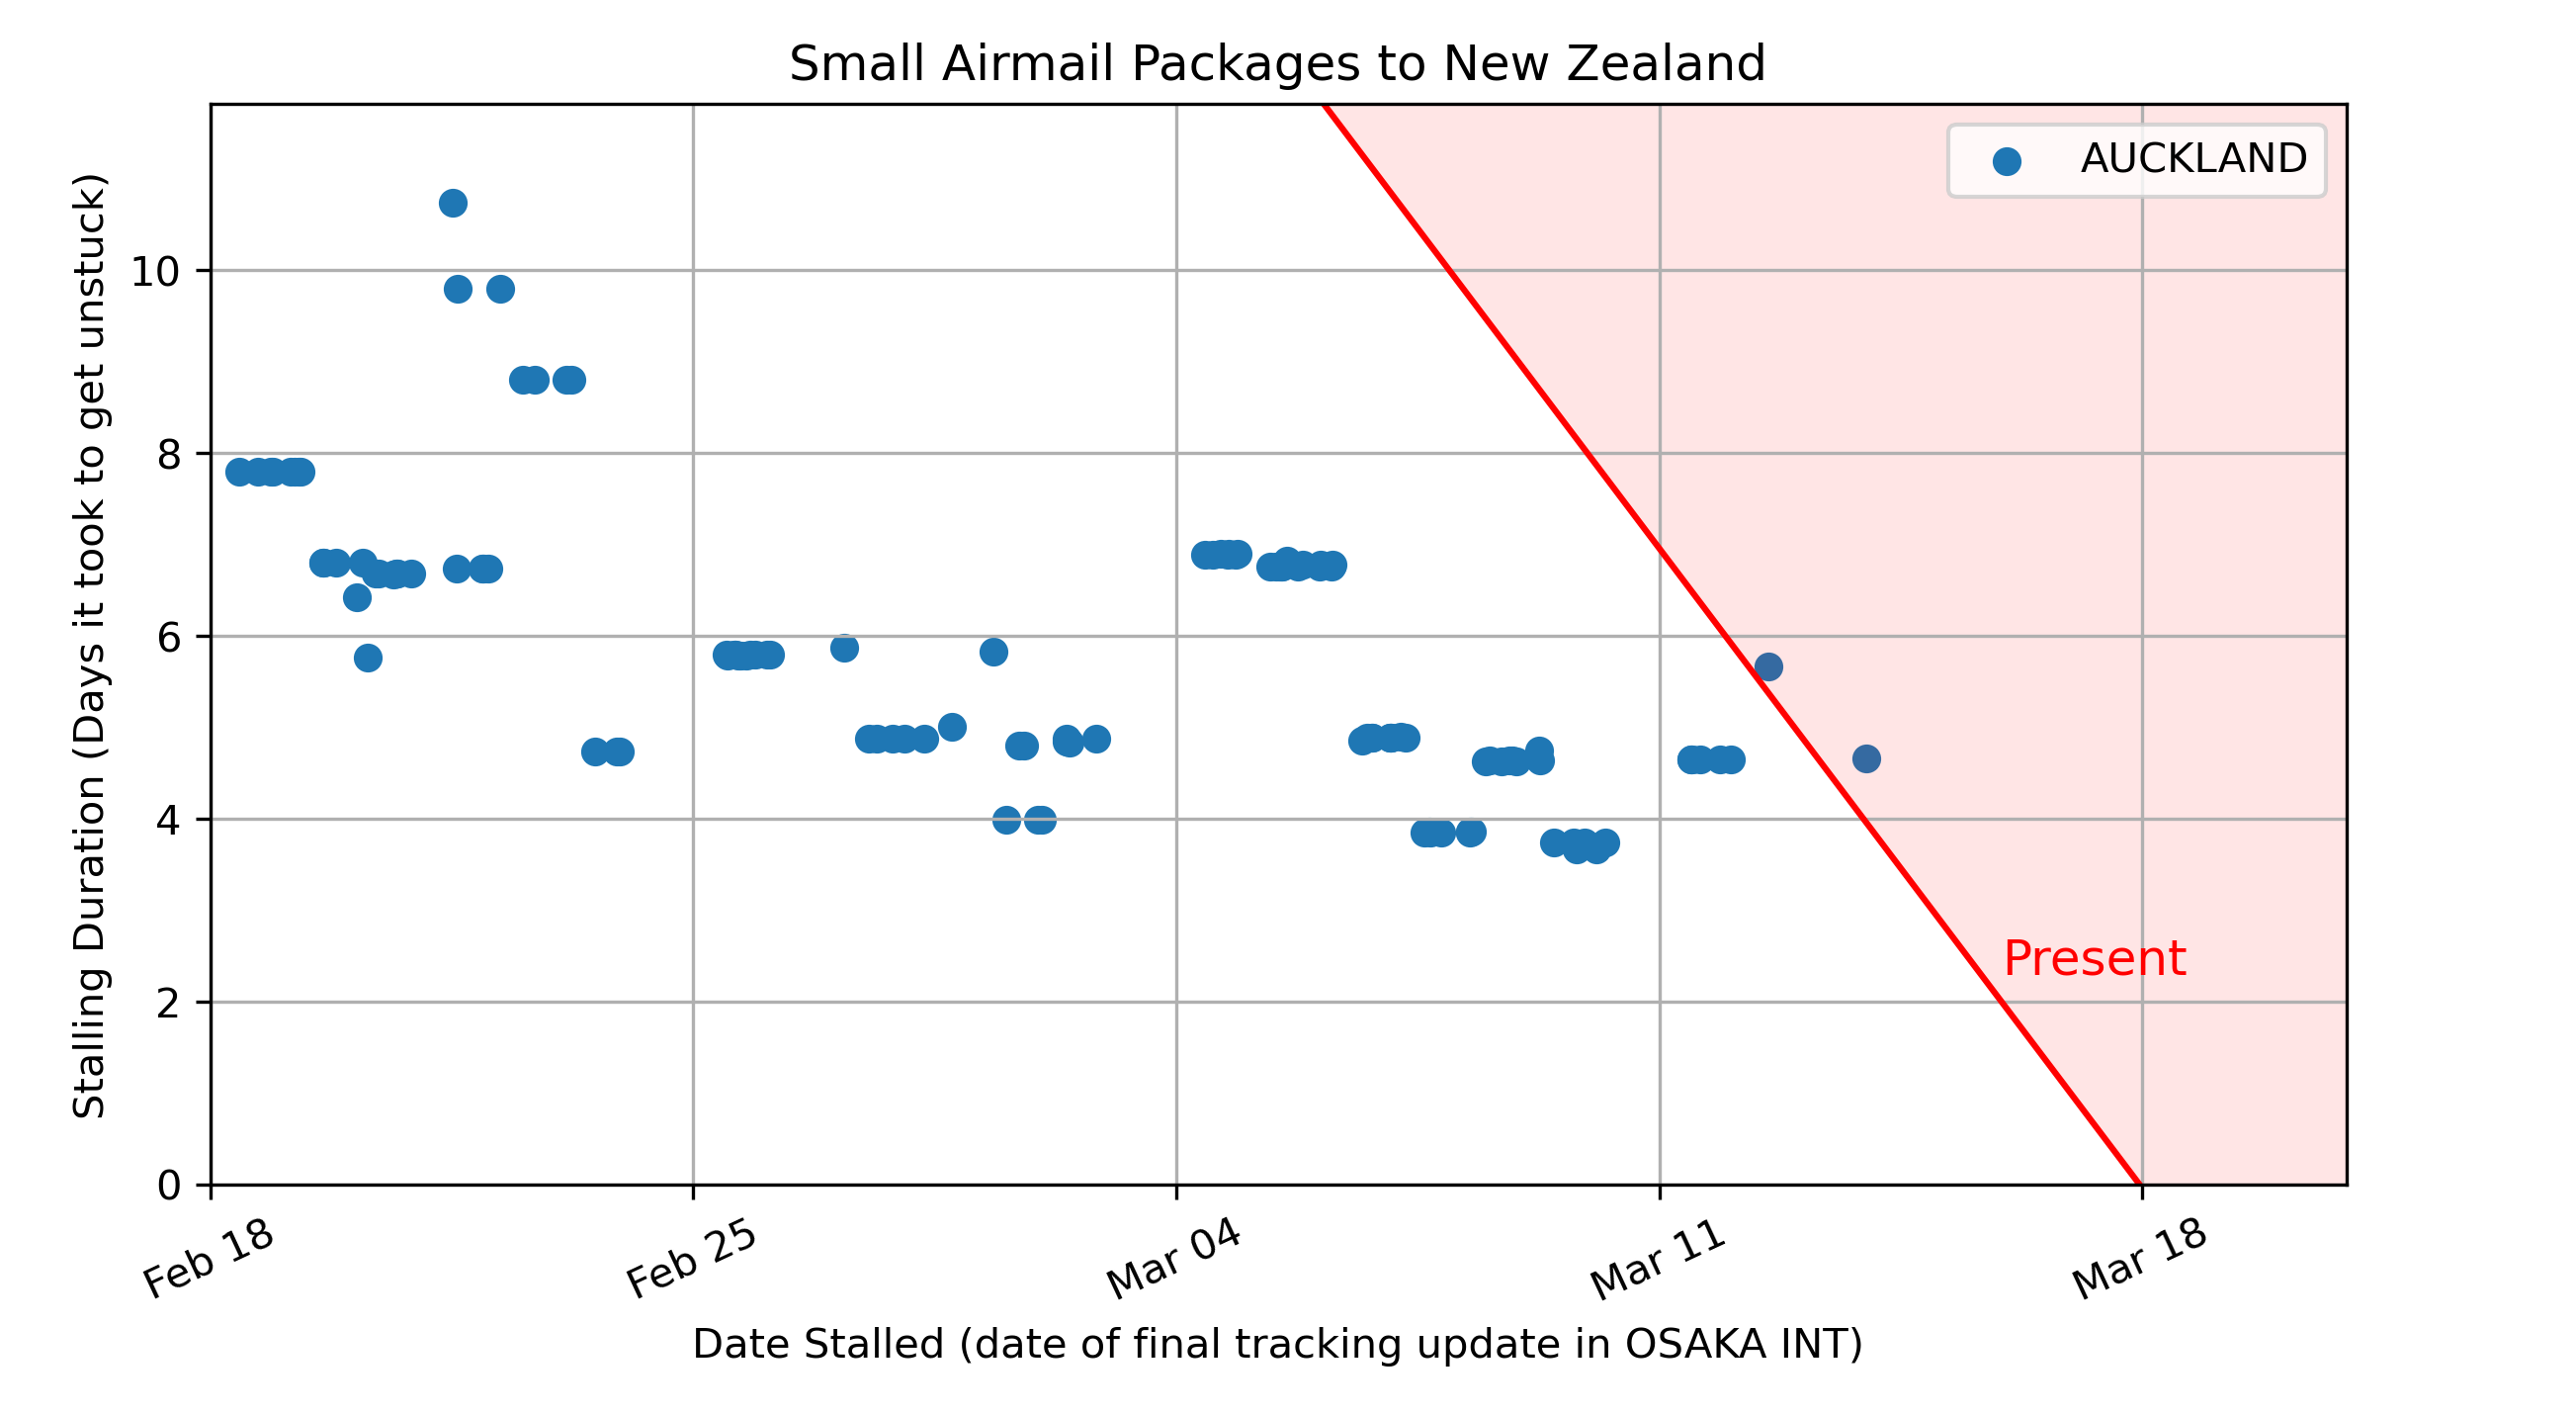 Small Airmail Packages to New Zealand
AUCKLAND
Stalling Duration (Days it took to get unstuck)
10
8
6
4
2
0
Present
Feb 18
Feb 25
Mar 04
Mar 11
Mar 18
Date Stalled (date of final tracking update in OSAKA INT)